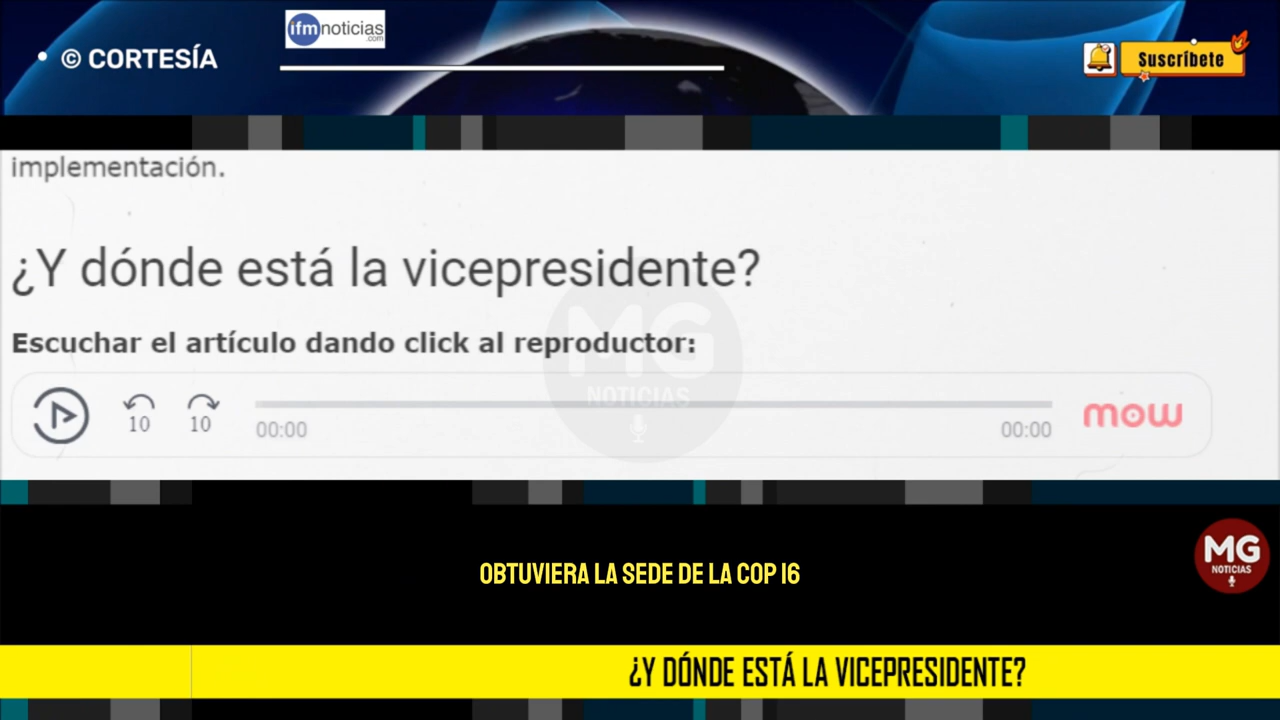 © CORTESÍA
ifmnoticias
.com
Suscríbete
implementación.
¿Y dónde está la vicepresidente?
Escuchar el artículo dando click al reproductor:
10
10
00:00
00:00
mow
MG
NOTICIAS
OBTUVIERA LA SEDE DE LA COP 16
MG
NOTICIAS
¿Y DÓNDE ESTÁ LA VICEPRESIDENTE?